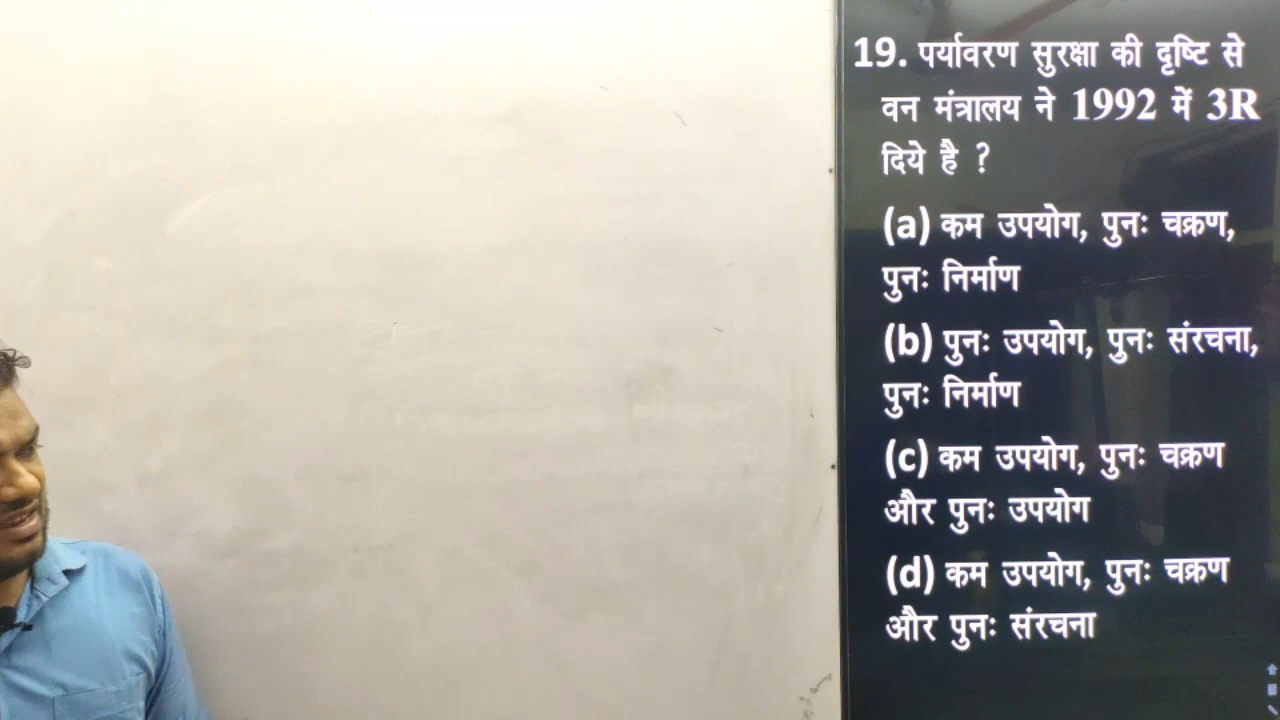 19. पर्यावरण सुरक्षा की दृष्टि से
वन मंत्रालय ने 1992 में 3R
दिये है ?
(a) कम उपयोग, पुनः चक्रण,
पुनः निर्माण
(b) पुनः उपयोग, पुनः संरचना,
पुनः निर्माण
(c) कम उपयोग, पुनः चक्रण
और पुनः उपयोग
(d) कम उपयोग, पुनः चक्रण
और पुनः संरचना